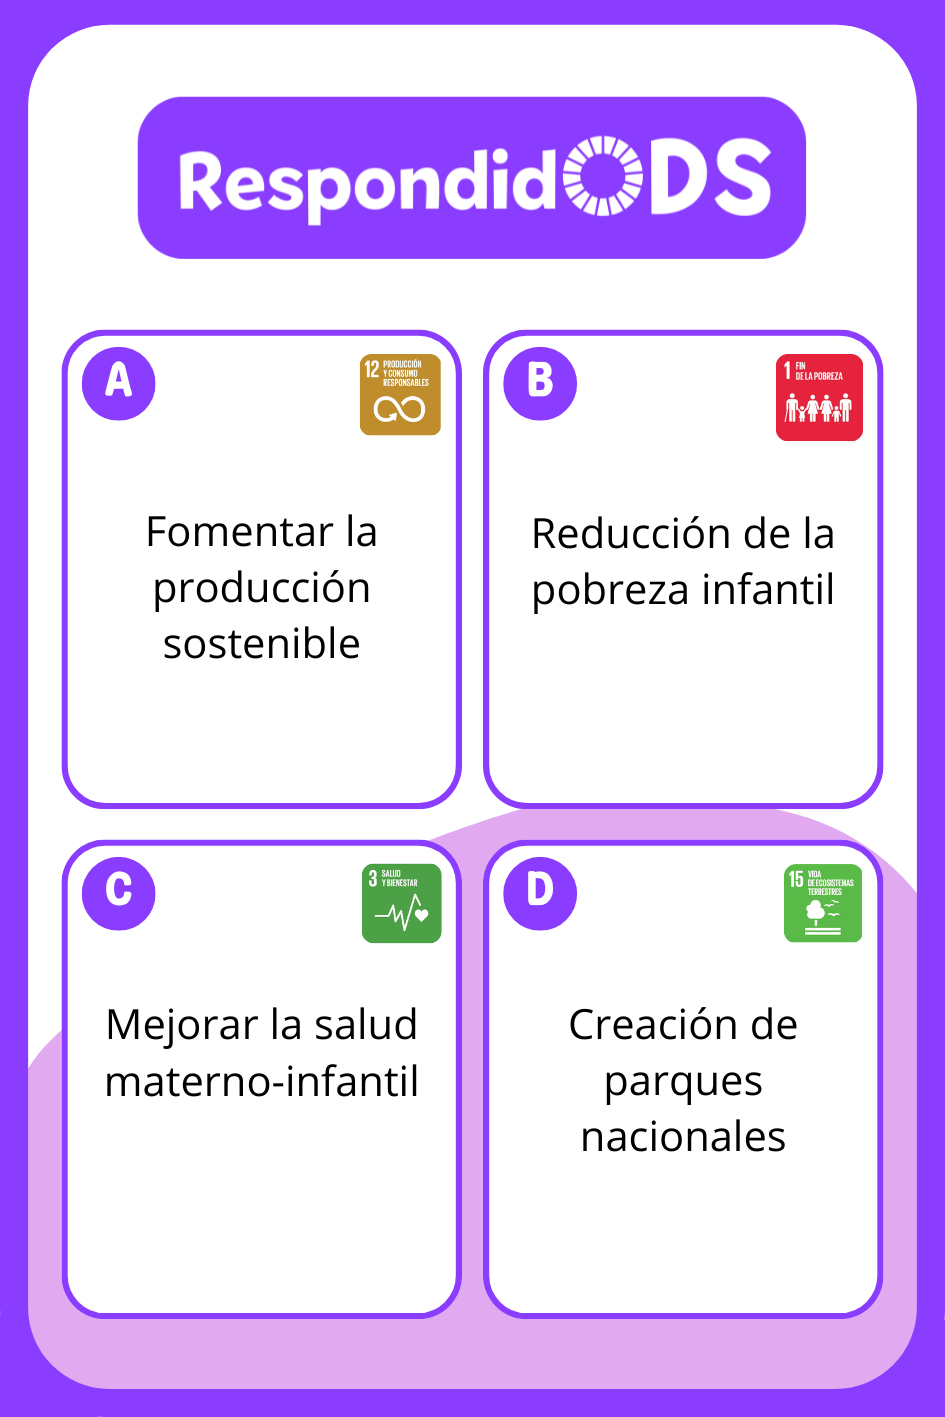 RespondidODS
A
12 PRODUCCIÓN
Y CONSUMO
RESPONSABLES
Fomentar la
producción
sostenible
B
1 FIN
DE LA POBREZA
Reducción de la
pobreza infantil
C
3 SALUD
Y BIENESTAR
Mejorar la salud
materno-infantil
D
15 VIDA
DE ECOSISTEMAS
TERRESTRES
Creación de
parques
nacionales